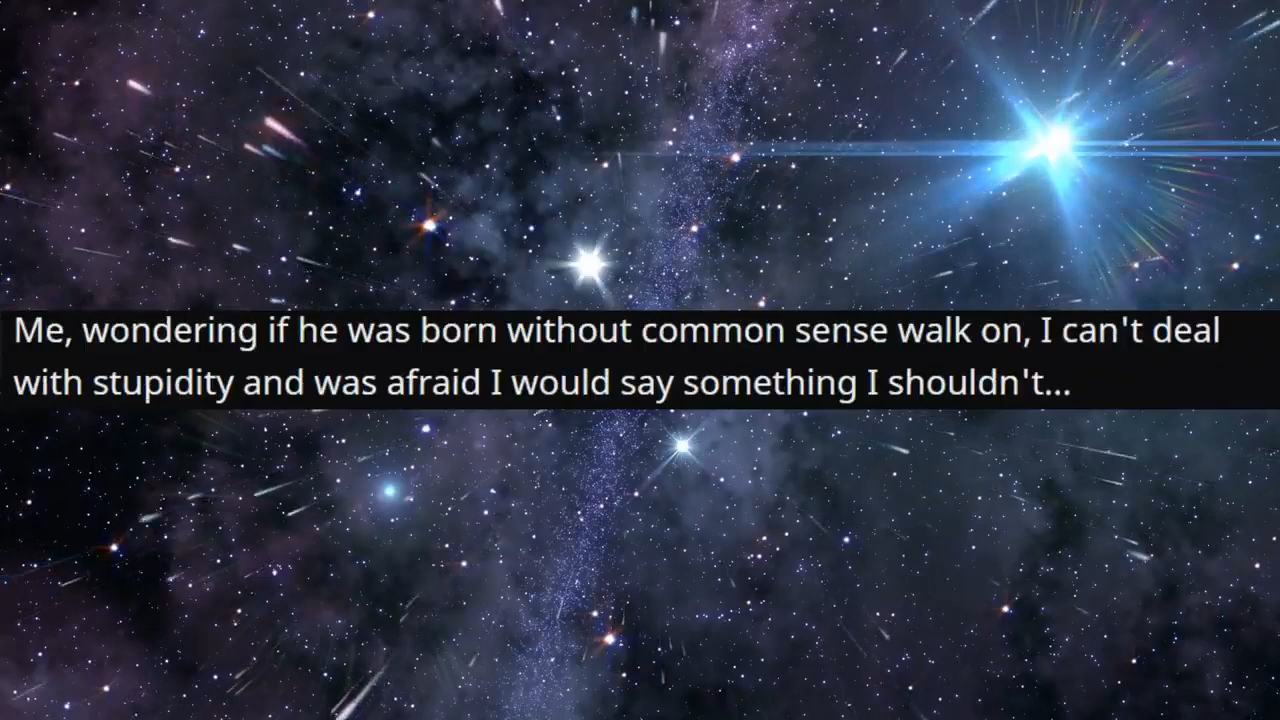 Me, wondering if he was born without common sense walk on, I can't deal
with stupidity and was afraid I would say something I shouldn't...